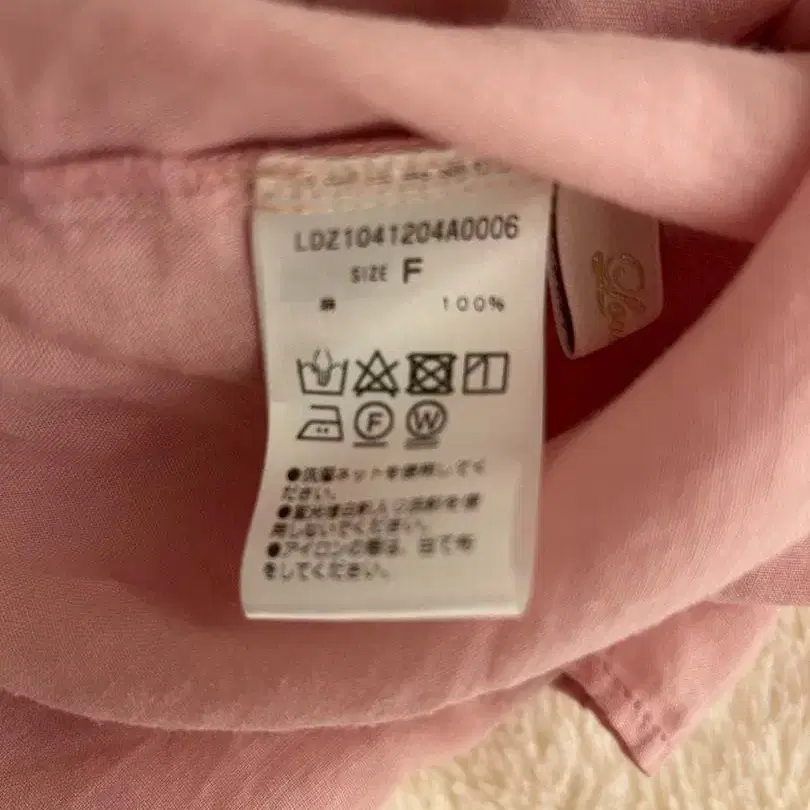 LDZ1041204A0006
SIZE F
麻 100%
F W
●洗濯ネットを使用してく
ださい。
●蛍光増白剤入り洗剤を使
用しないでください。
●アイロンの際は、当て布
をしてください。